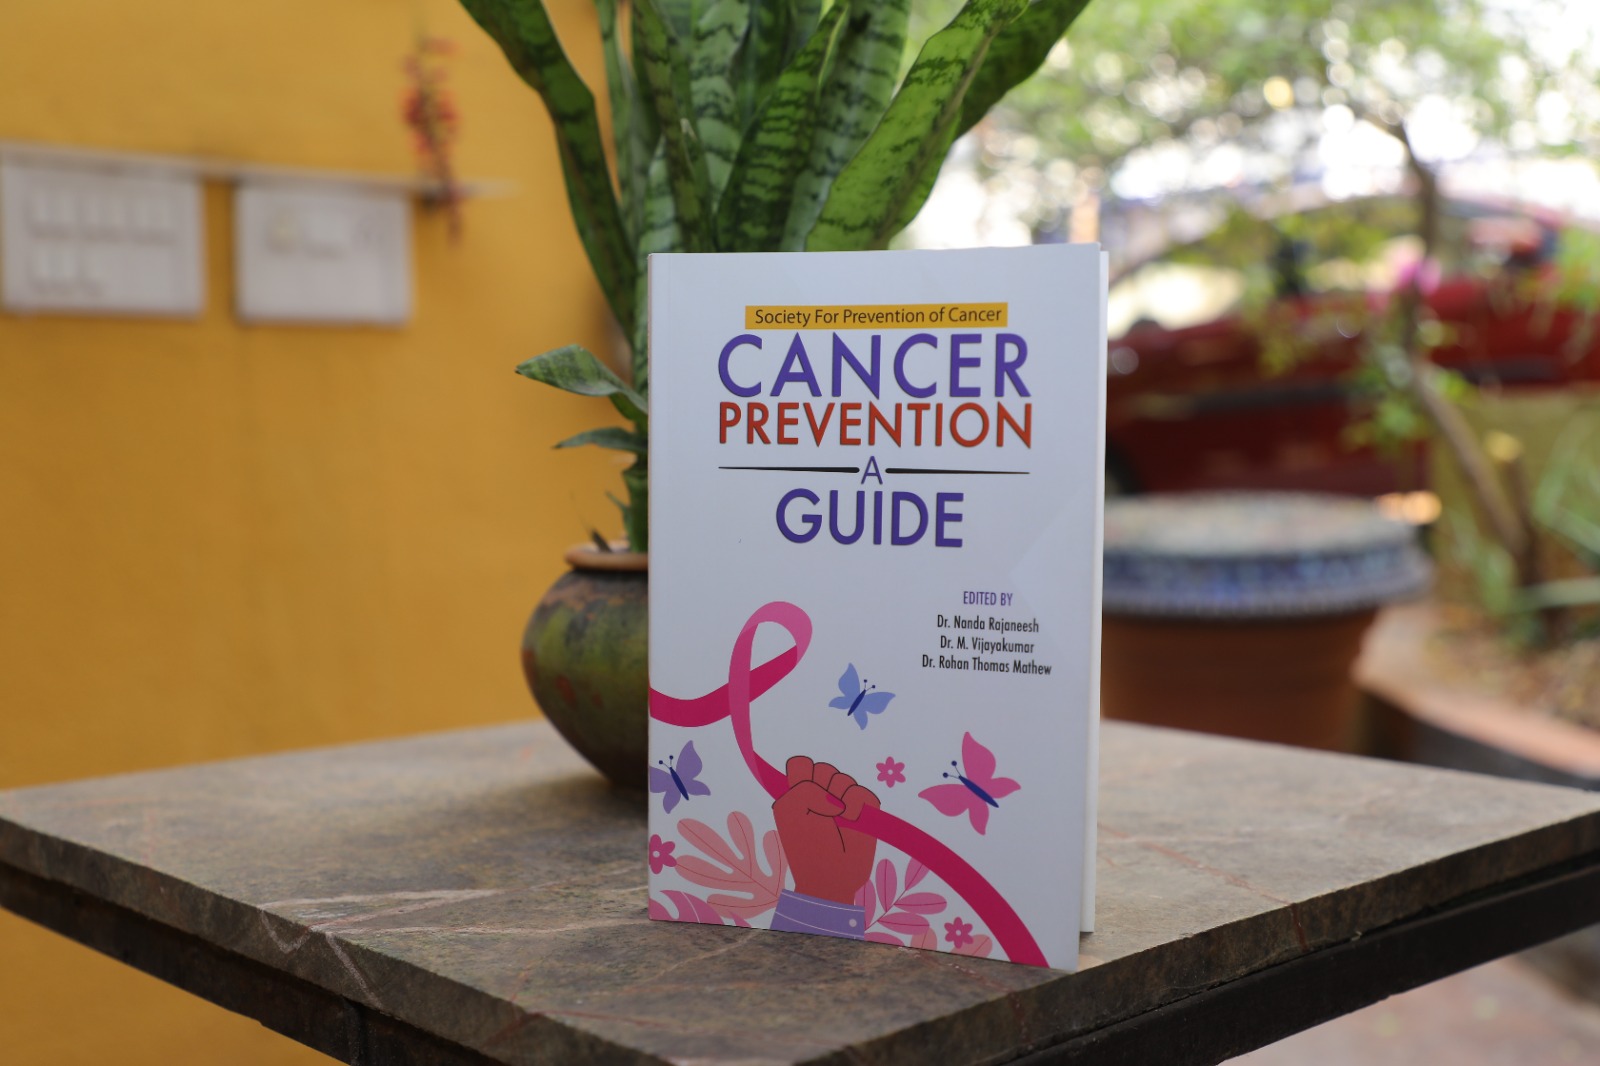 Society For Prevention of Cancer
CANCER
PREVENTION
A
GUIDE
EDITED BY
Dr. Nanda Rajaneesh
Dr. M. Vijayakumar
Dr. Rohan Thomas Mathew